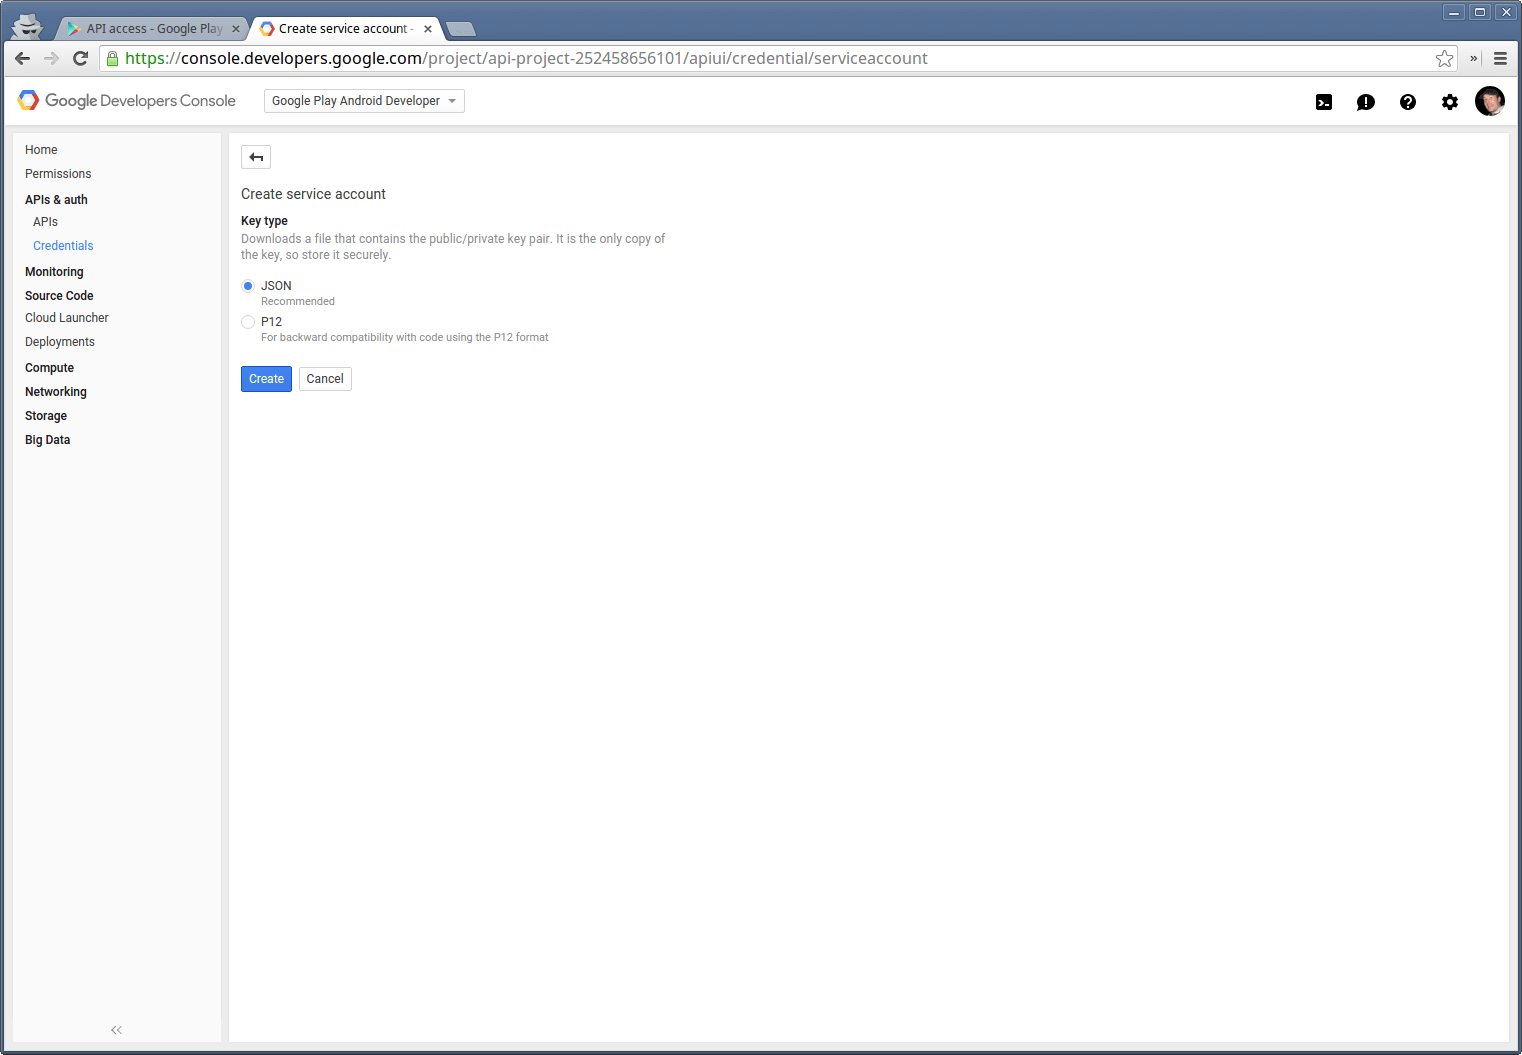 API access - Google Play
Create service account -
https://console.developers.google.com/project/api-project-252458656101/apiui/credential/serviceaccount
Google Developers Console
Google Play Android Developer
Home
Permissions
APIs & auth
APIs
Credentials
Monitoring
Source Code
Cloud Launcher
Deployments
Compute
Networking
Storage
Big Data
Create service account
Key type
Downloads a file that contains the public/private key pair. It is the only copy of
the key, so store it securely.
JSON
Recommended
P12
For backward compatibility with code using the P12 format
Create
Cancel